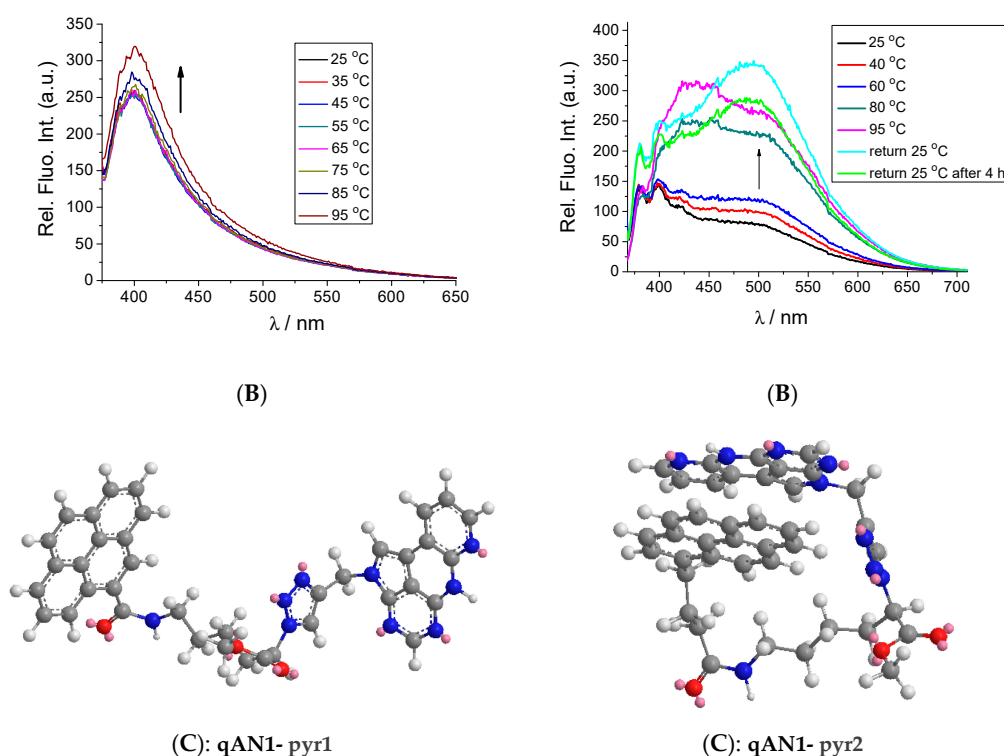 Rel. Fluo. Int. (a.u.)
350
300
250
200
150
100
50
0
400
450
500
550
600
650
λ / nm
25 °C
35 °C
45 °C
55 °C
65 °C
75 °C
85 °C
95 °C
(B)
Rel. Fluo. Int. (a.u.)
400
350
300
250
200
150
100
50
0
400
450
500
550
600
650
700
λ / nm
25 °C
40 °C
60 °C
80 °C
95 °C
return 25 °C
return 25 °C after 4 h
(B)
(C): qAN1- pyr1
(C): qAN1- pyr2